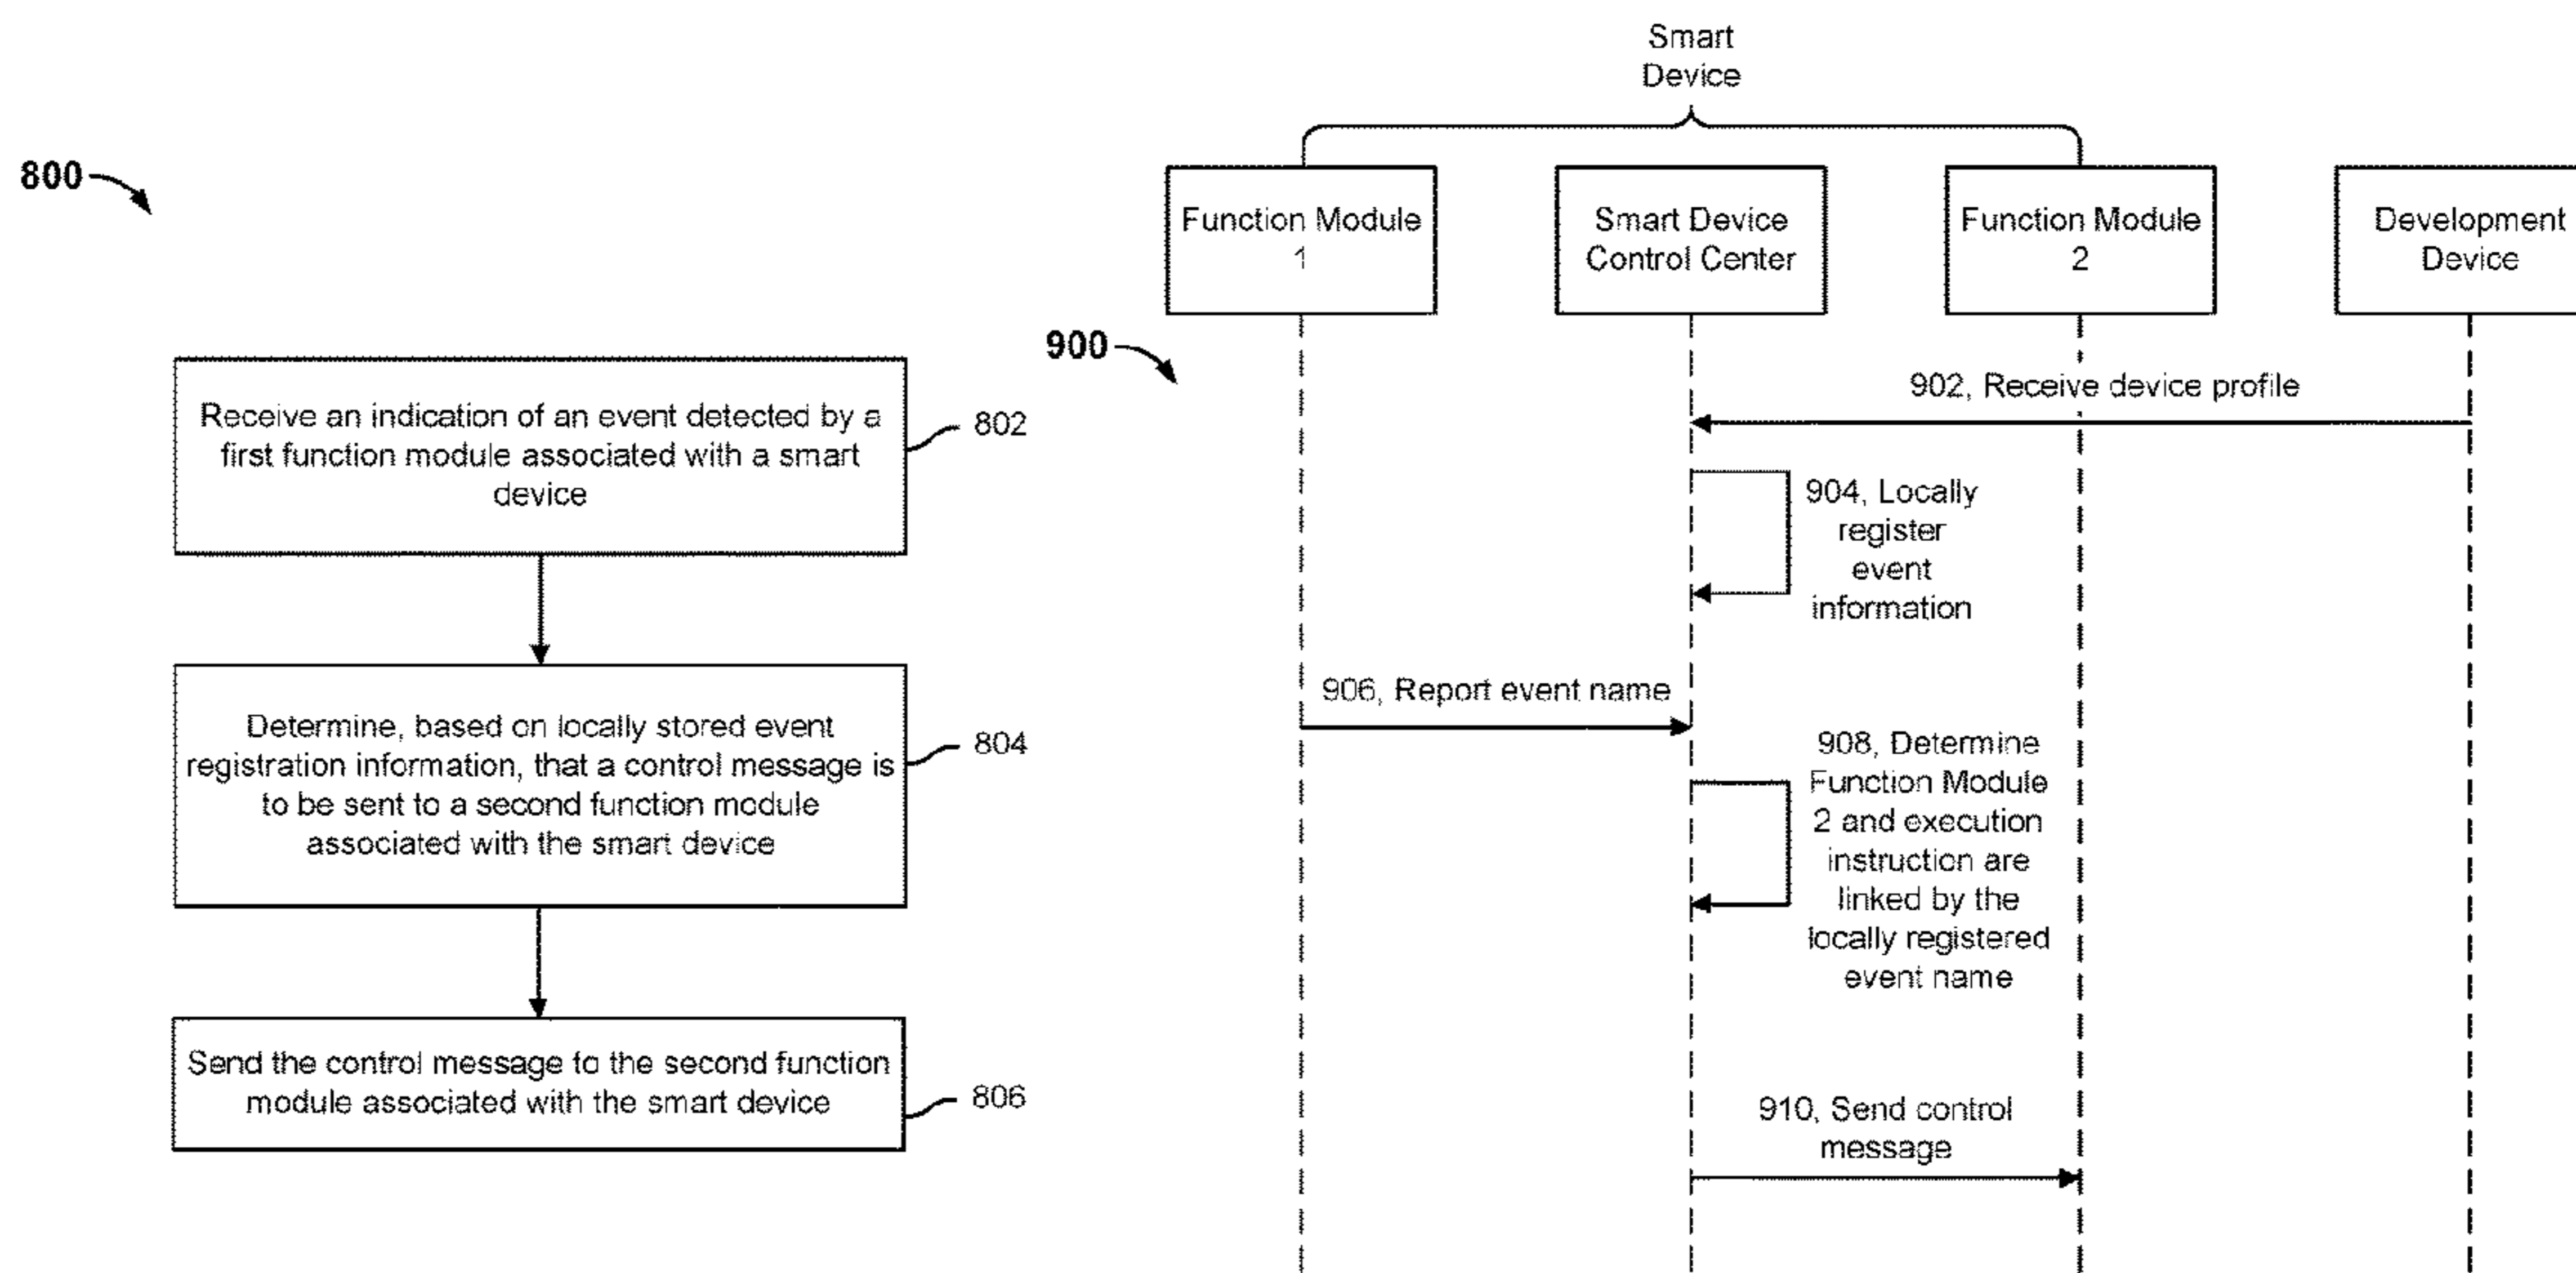 800
Receive an indication of an event detected by a
first function module associated with a smart
device
802
Determine, based on locally stored event
registration information, that a control message is
to be sent to a second function module
associated with the smart device
804
Send the control message to the second function
module associated with the smart device
806
Smart
Device
Function Module
1
Smart Device
Control Center
Function Module
2
Development
Device
900
902, Receive device profile
904, Locally
register
event
information
906, Report event name
908, Determine
Function Module
2 and execution
instruction are
linked by the
locally registered
event name
910, Send control
message